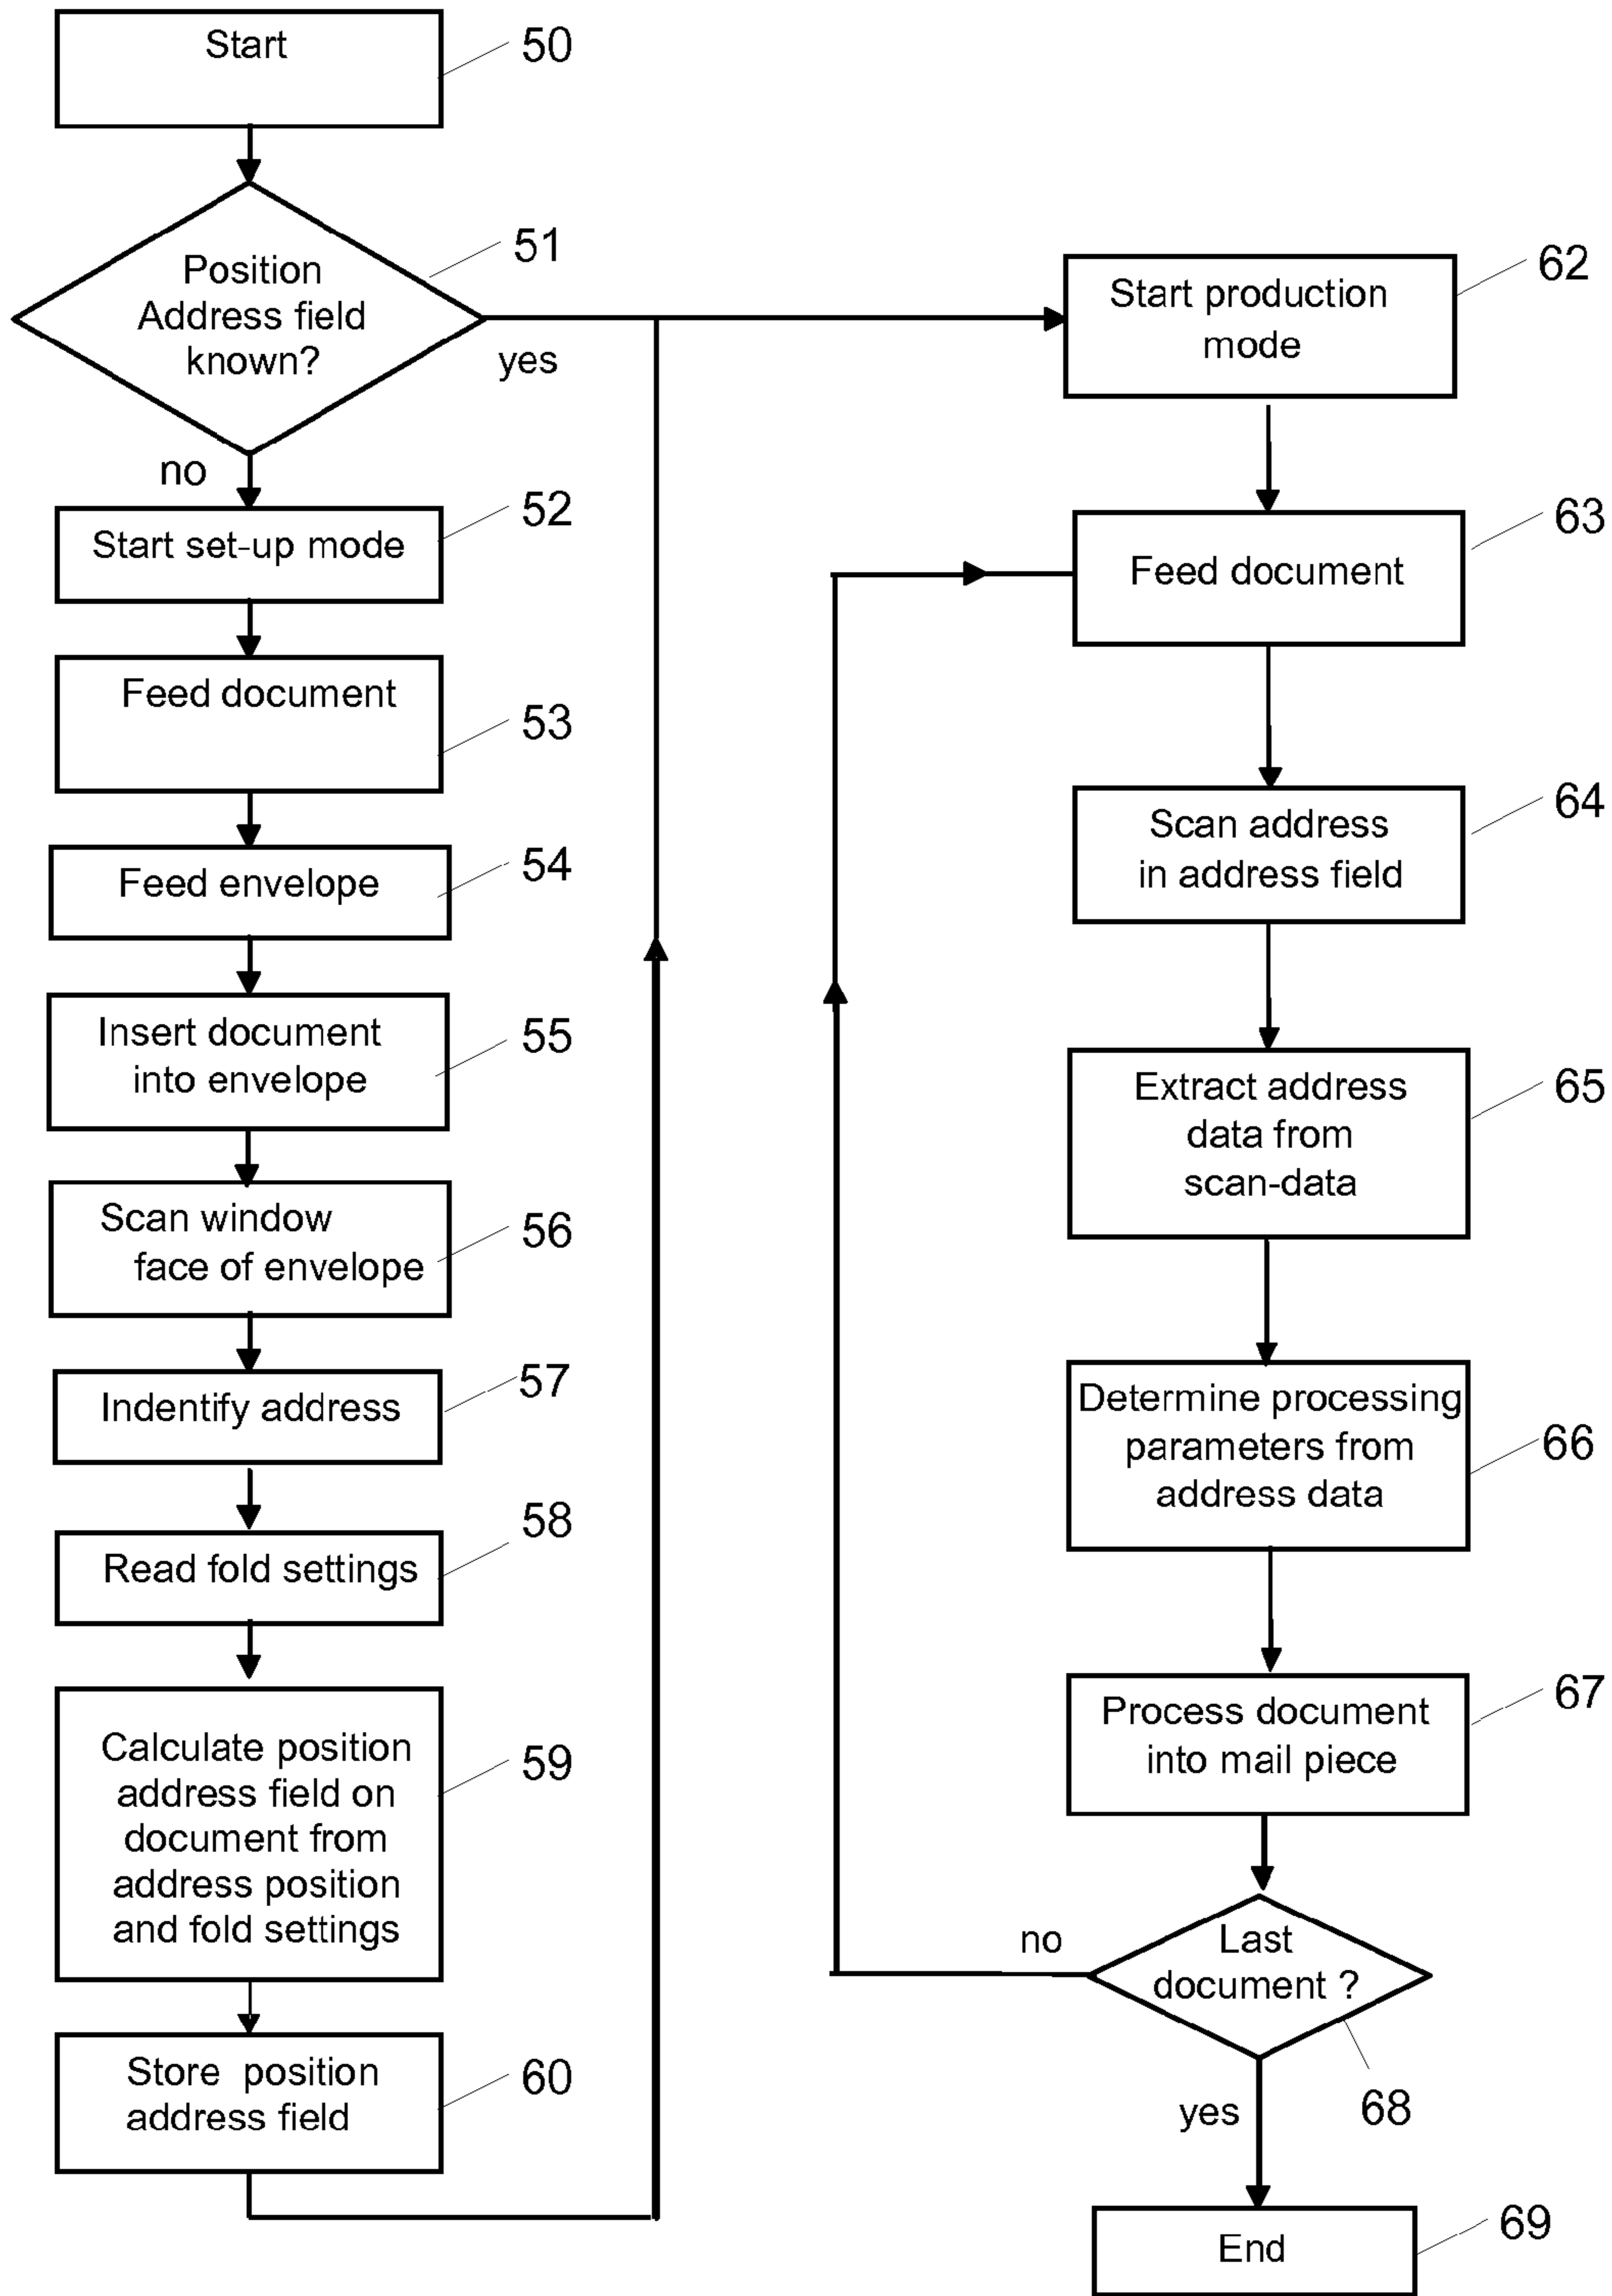 Start
50
Position
Address field
known?
51
yes
no
Start set-up mode
52
Feed document
53
Feed envelope
54
Insert document
into envelope
55
Scan window
face of envelope
56
Indentify address
57
Read fold settings
58
Calculate position
address field on
document from
address position
and fold settings
59
Store position
address field
60
Start production
mode
62
Feed document
63
Scan address
in address field
64
Extract address
data from
scan-data
65
Determine processing
parameters from
address data
66
Process document
into mail piece
67
Last
document ?
no
68
yes
End
69